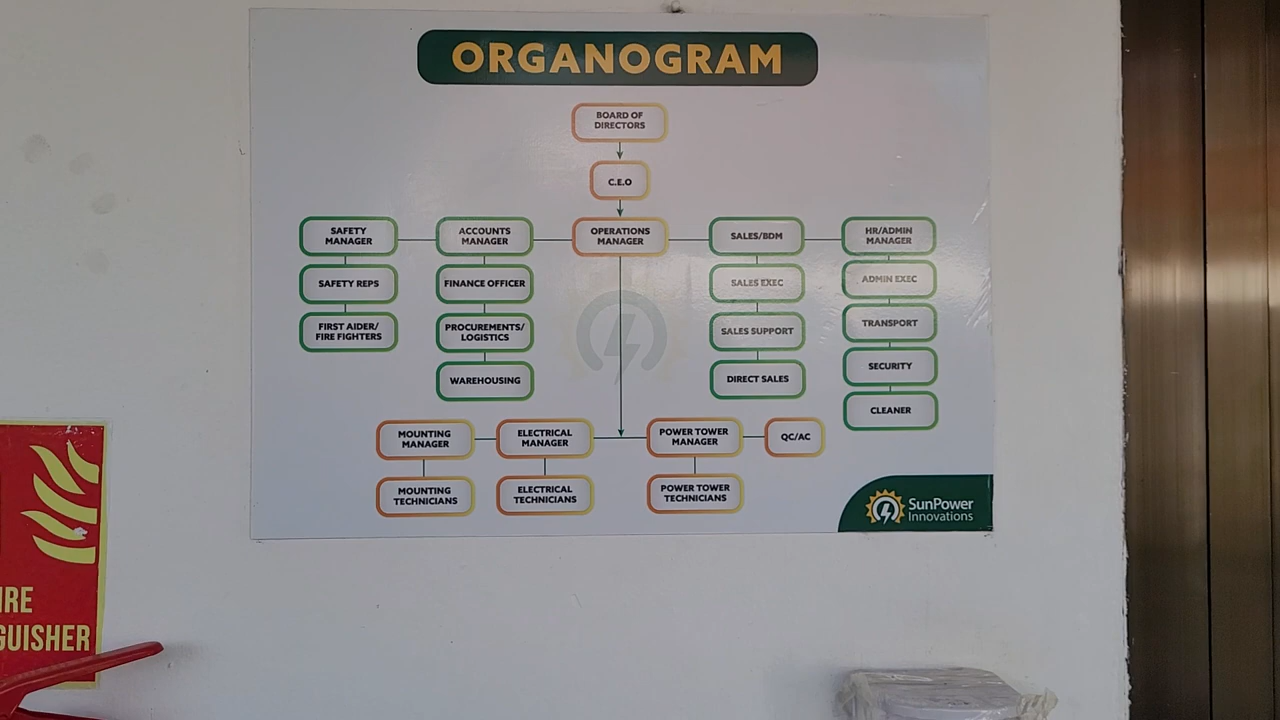 ORGANOGRAM
BOARD OF
DIRECTORS
C.E.O
SAFETY
MANAGER
ACCOUNTS
MANAGER
OPERATIONS
MANAGER
SALES/BDM
HR/ADMIN
MANAGER
SAFETY REPS
FINANCE OFFICER
SALES EXEC
ADMIN EXEC
FIRST AIDER/
FIRE FIGHTERS
PROCUREMENTS/
LOGISTICS
SALES SUPPORT
TRANSPORT
WAREHOUSING
DIRECT SALES
SECURITY
CLEANER
MOUNTING
MANAGER
ELECTRICAL
MANAGER
POWER TOWER
MANAGER
QC/AC
MOUNTING
TECHNICIANS
ELECTRICAL
TECHNICIANS
POWER TOWER
TECHNICIANS
SunPower
Innovations
IRE
GUISHER